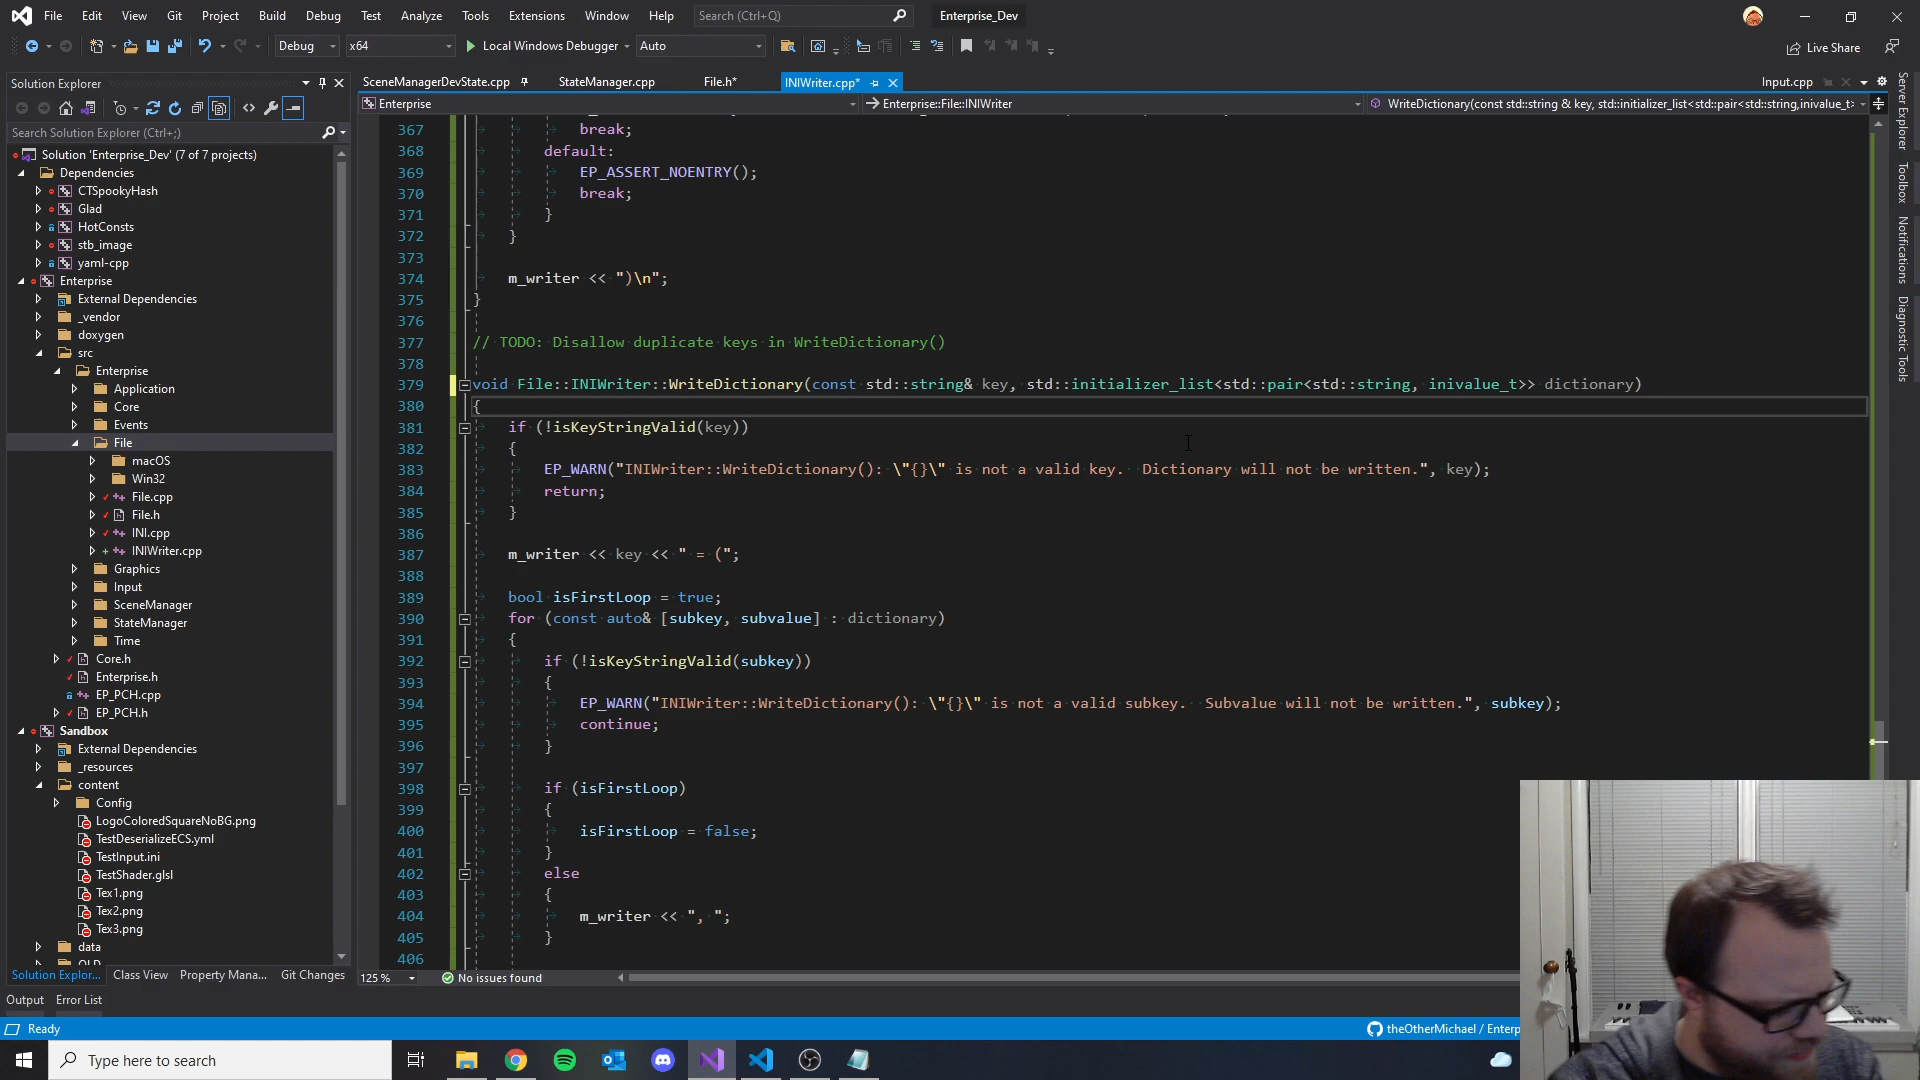 File Edit View Git Project Build Debug Test Analyze Tools Extensions Window Help Search (Ctrl+Q) Enterprise_Dev
Debug x64 Local Windows Debugger Auto Live Share
Solution Explorer
Search Solution Explorer (Ctrl+;)
Solution 'Enterprise_Dev' (7 of 7 projects)
Dependencies
CTSpookyHash
Glad
HotConsts
stb_image
yaml-cpp
Enterprise
External Dependencies
_vendor
doxygen
src
Enterprise
Application
Core
Events
File
macOS
Win32
File.cpp
File.h
INI.cpp
INIWriter.cpp
Graphics
Input
SceneManager
StateManager
Time
Core.h
Enterprise.h
EP_PCH.cpp
EP_PCH.h
Sandbox
External Dependencies
_resources
content
Config
LogoColoredSquareNoBG.png
TestDeserializeECS.yml
TestInput.ini
TestShader.glsl
Tex1.png
Tex2.png
Tex3.png
data
OLD
Solution Explor... Class View Property Mana... Git Changes
SceneManagerDevState.cpp StateManager.cpp File.h* INIWriter.cpp* Input.cpp
Enterprise Enterprise::File::INIWriter WriteDictionary(const std::string & key, std::initializer_list<std::pair<std::string,inivalue_t>
367 break;
368 default:
369 EP_ASSERT_NOENTRY();
370 break;
371 }
372 }
373
374 m_writer << ")\n";
375 }
376
377 // TODO: Disallow duplicate keys in WriteDictionary()
378
379 void File::INIWriter::WriteDictionary(const std::string& key, std::initializer_list<std::pair<std::string, inivalue_t>> dictionary)
380 {
381 if (!isKeyStringValid(key))
382 {
383 EP_WARN("INIWriter::WriteDictionary(): \"{}\" is not a valid key.  Dictionary will not be written.", key);
384 return;
385 }
386
387 m_writer << key << " = (";
388
389 bool isFirstLoop = true;
390 for (const auto& [subkey, subvalue] : dictionary)
391 {
392 if (!isKeyStringValid(subkey))
393 {
394 EP_WARN("INIWriter::WriteDictionary(): \"{}\" is not a valid subkey.  Subvalue will not be written.", subkey);
395 continue;
396 }
397
398 if (isFirstLoop)
399 {
400 isFirstLoop = false;
401 }
402 else
403 {
404 m_writer << ", ";
405 }
406
125 % No issues found
Server Explorer
Toolbox
Notifications
Diagnostic Tools
Output Error List
Ready theOtherMichael / Enterp
Type here to search